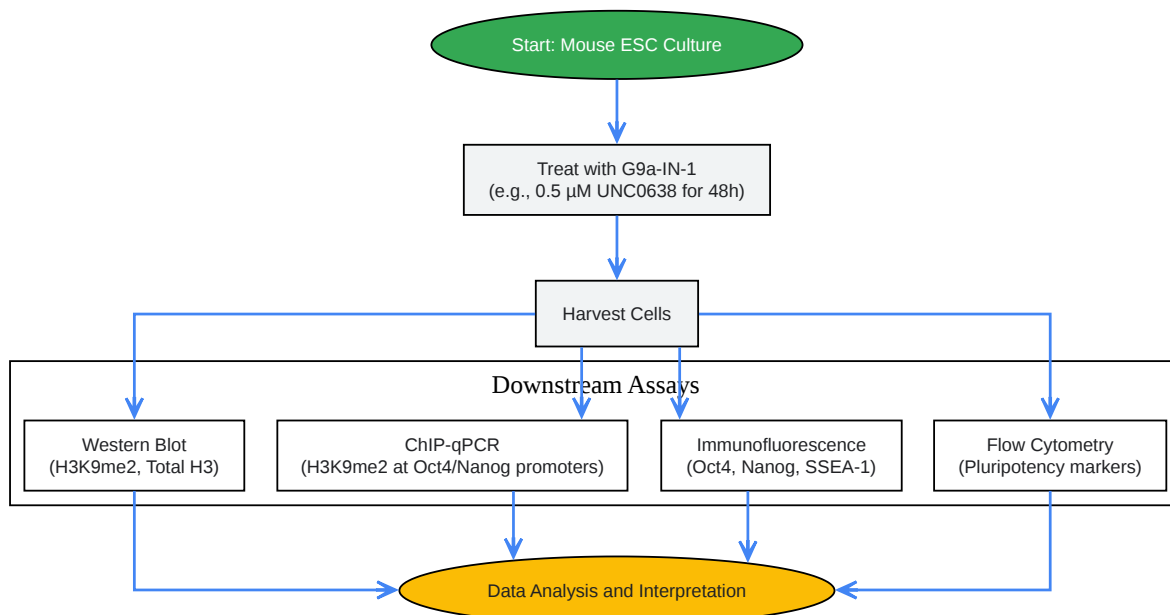 Start: Mouse ESC Culture
Treat with G9a-IN-1
(e.g., 0.5 µM UNC0638 for 48h)
Harvest Cells
Downstream Assays
Western Blot
(H3K9me2, Total H3)
ChIP-qPCR
(H3K9me2 at Oct4/Nanog promoters)
Immunofluorescence
(Oct4, Nanog, SSEA-1)
Flow Cytometry
(Pluripotency markers)
Data Analysis and Interpretation